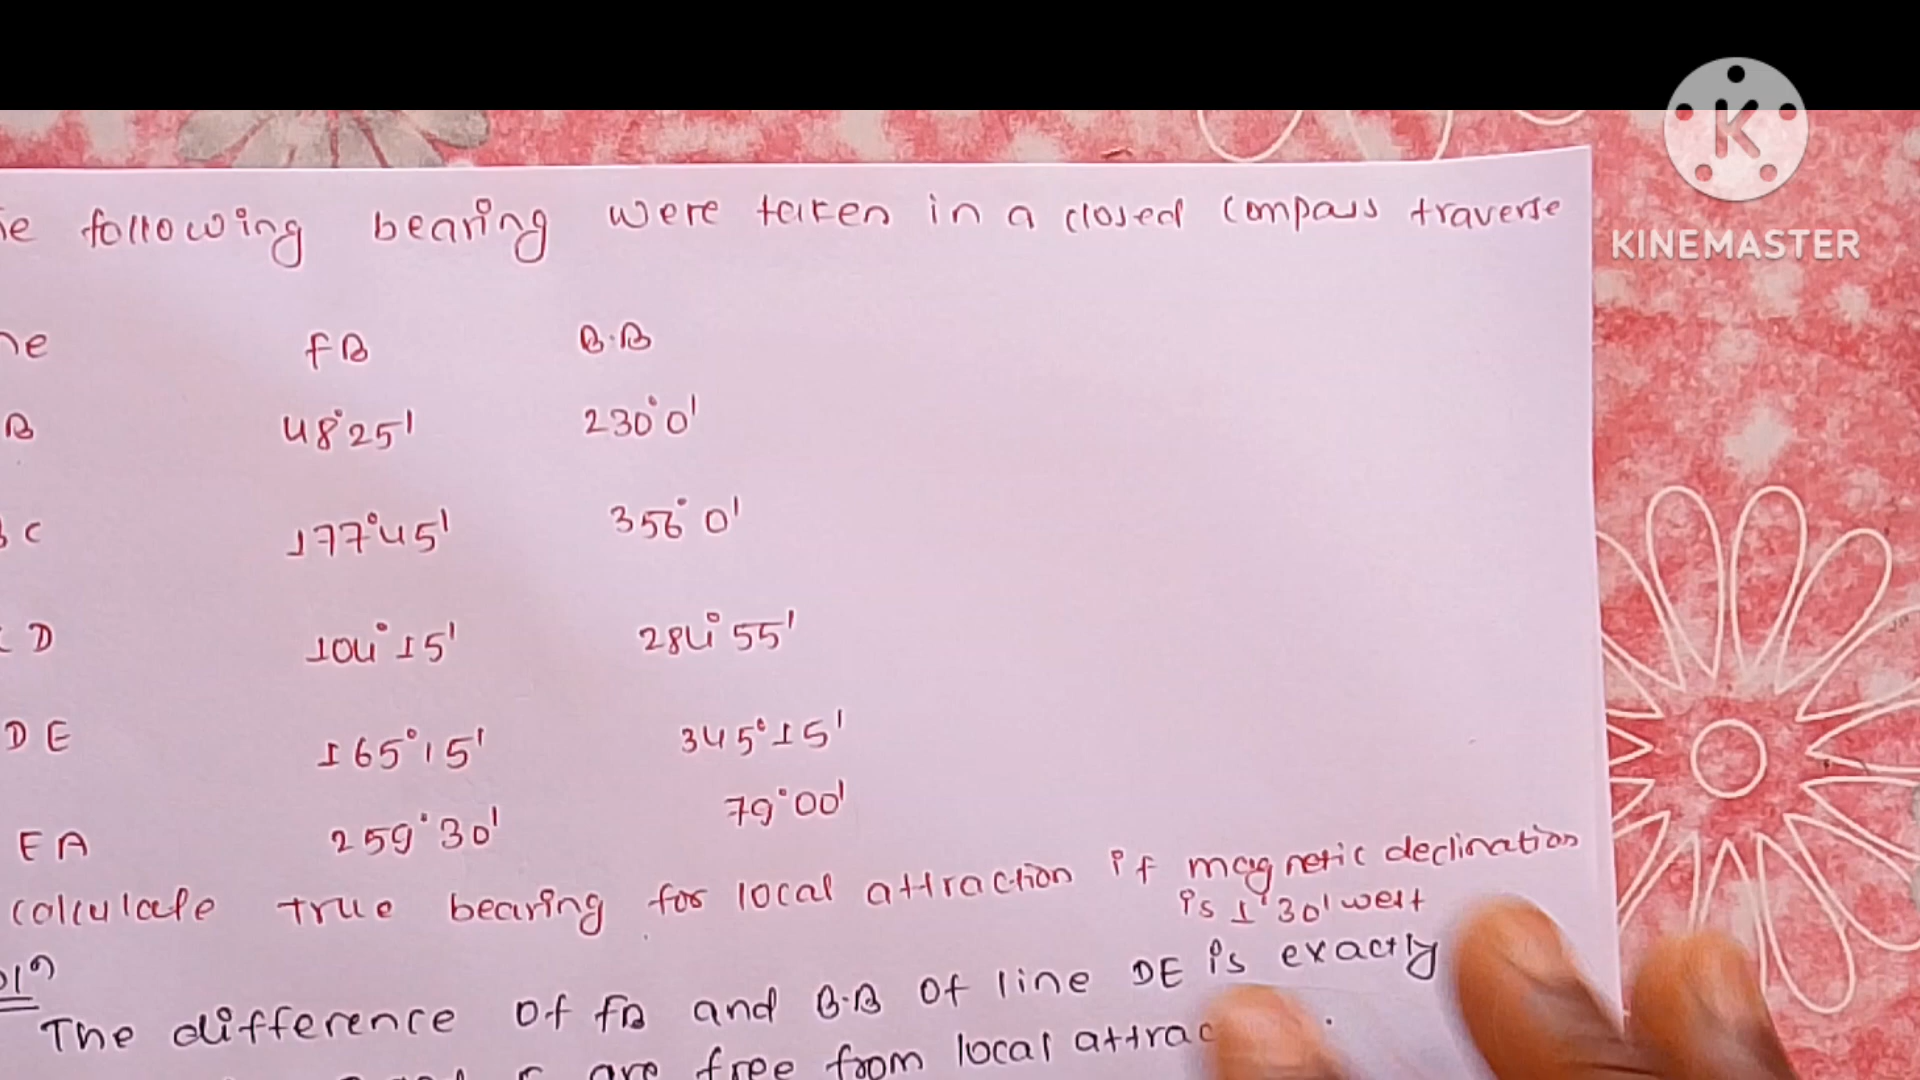 following bearing were taken in a closed compass traverse
FB B.B
B 48°25' 230°0'
C 177°45' 356°0'
D 104°15' 284°55'
DE 165°15' 345°15'
EA 259°30' 79°00'
calculate true bearing for local attraction if magnetic declination
is 1°30' west
The difference of FB and B.B of line DE is exactly
are free from local attrac
K
KINEMASTER